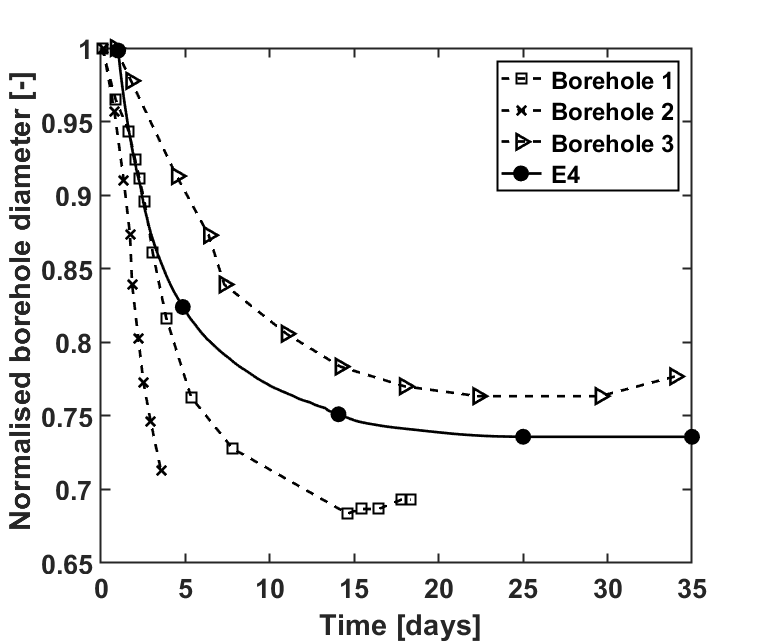 Normalised borehole diameter [-]
1
0.95
0.9
0.85
0.8
0.75
0.7
0.65
0 5 10 15 20 25 30 35
Time [days]
Borehole 1
Borehole 2
Borehole 3
E4